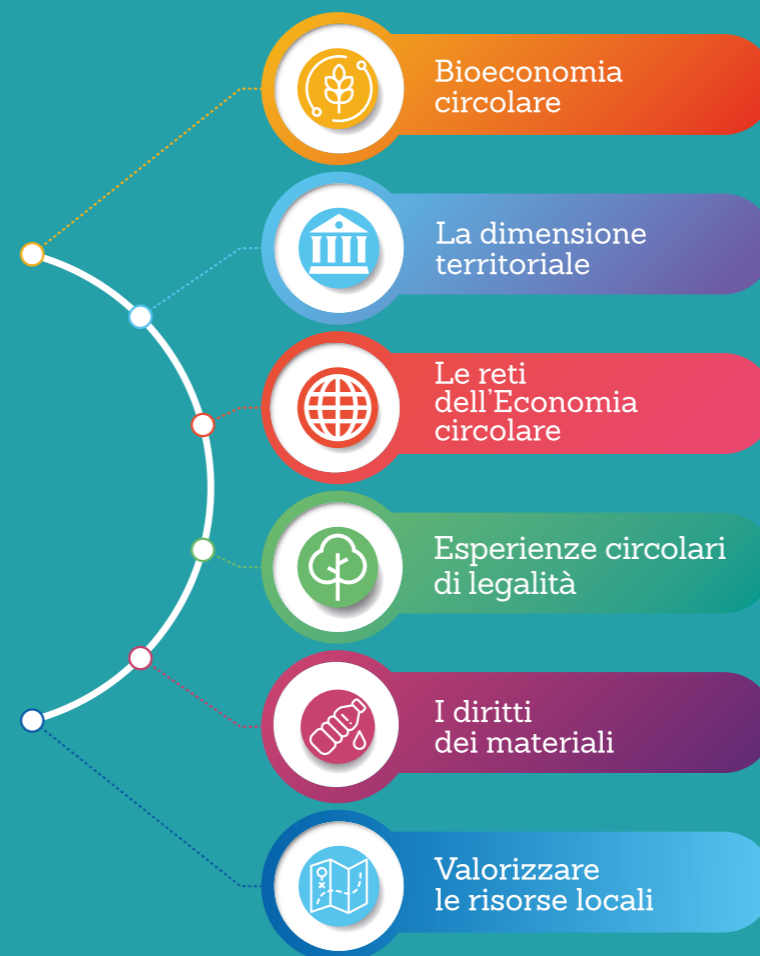 Bioeconomia
circolare
La dimensione
territoriale
Le reti
dell'Economia
circolare
Esperienze circolari
di legalità
I diritti
dei materiali
Valorizzare
le risorse locali